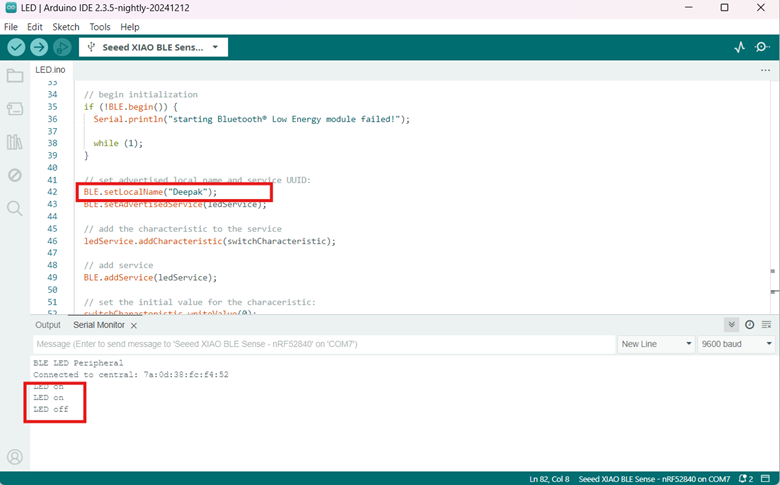 LED | Arduino IDE 2.3.5-nightly-20241212
File Edit Sketch Tools Help
Seeed XIAO BLE Sens...
LED.ino
33
34 // begin initialization
35 if (!BLE.begin()) {
36 Serial.println("starting Bluetooth® Low Energy module failed!");
37
38 while (1);
39 }
40
41 // set advertised local name and service UUID:
42 BLE.setLocalName("Deepak");
43 BLE.setAdvertisedService(ledService);
44
45 // add the characteristic to the service
46 ledService.addCharacteristic(switchCharacteristic);
47
48 // add service
49 BLE.addService(ledService);
50
51 // set the initial value for the characeristic:
52 switchCharacteristic.writeValue(0);
Output Serial Monitor
Message (Enter to send message to 'Seeed XIAO BLE Sense - nRF52840' on 'COM7')
New Line
9600 baud
BLE LED Peripheral
Connected to central: 7a:0d:38:fc:f4:52
LED on
LED on
LED off
Ln 82, Col 8 Seeed XIAO BLE Sense - nRF52840 on COM7 2